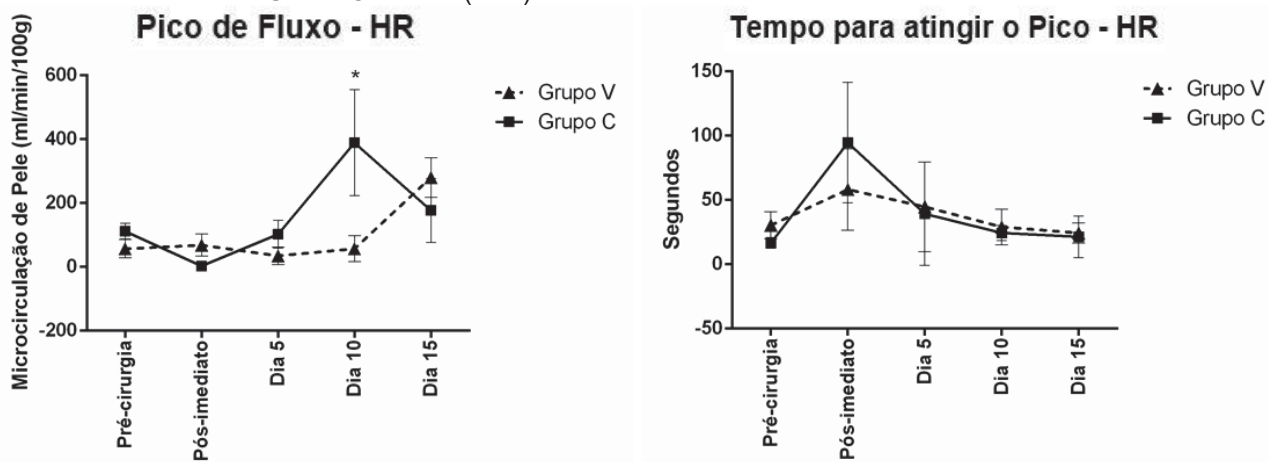 Pico de Fluxo - HR
Microcirculação de Pele (ml/min/100g)
600
400
200
0
-200
*
Grupo V
Grupo C
Pré-cirurgia
Pós-imediato
Dia 5
Dia 10
Dia 15
Tempo para atingir o Pico - HR
Segundos
150
100
50
0
-50
Grupo V
Grupo C
Pré-cirurgia
Pós-imediato
Dia 5
Dia 10
Dia 15